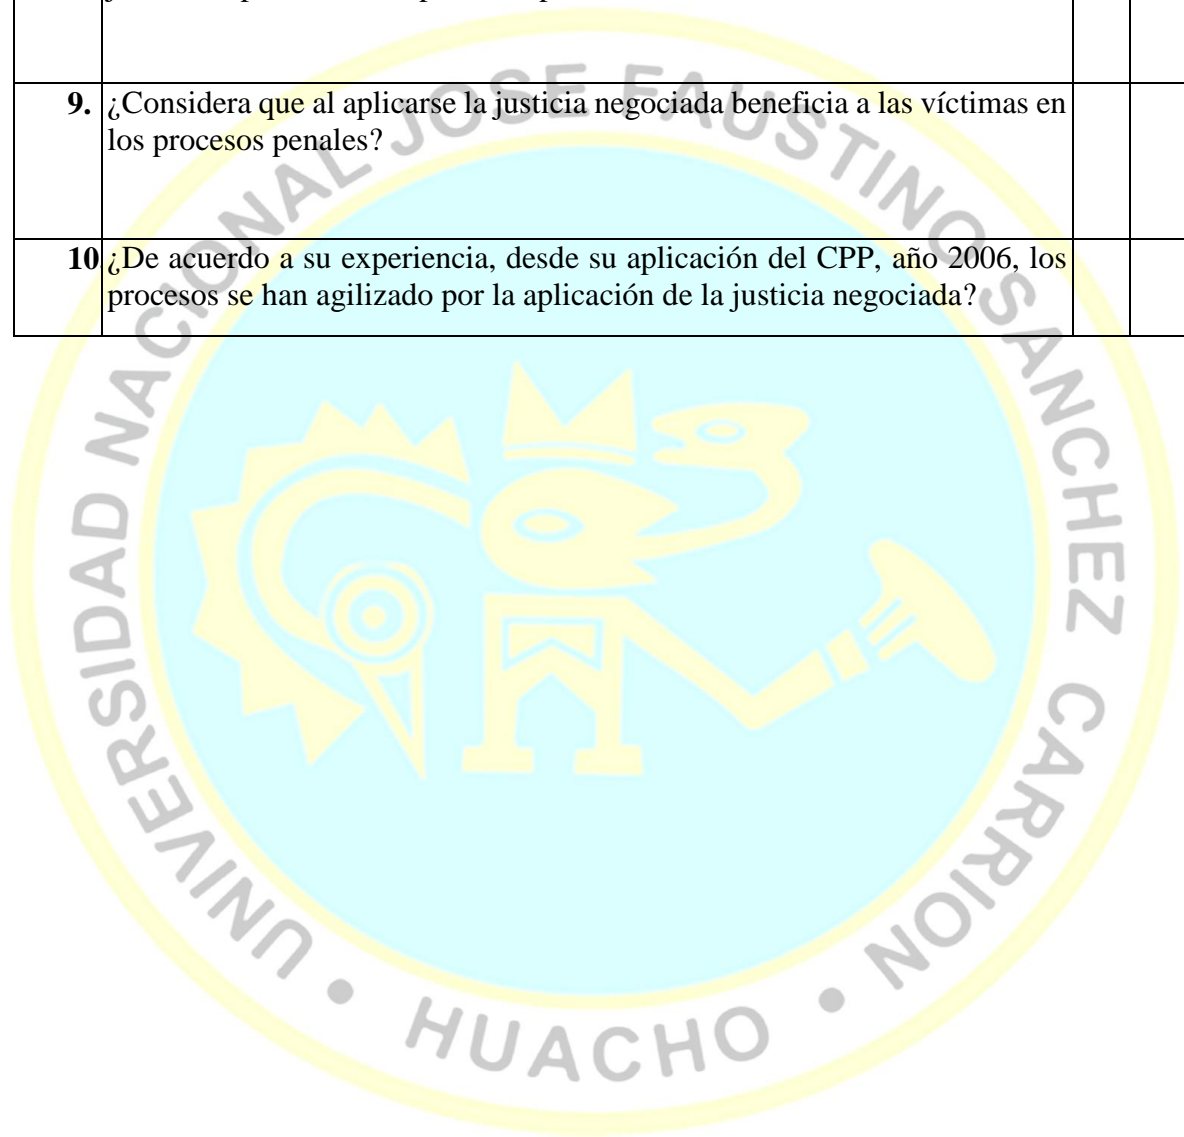 9. ¿Considera que al aplicarse la justicia negociada beneficia a las víctimas en
los procesos penales?
10 ¿De acuerdo a su experiencia, desde su aplicación del CPP, año 2006, los
procesos se han agilizado por la aplicación de la justicia negociada?
UNIVERSIDAD NACIONAL JOSE FAUSTINO SANCHEZ CARRION
• HUACHO •